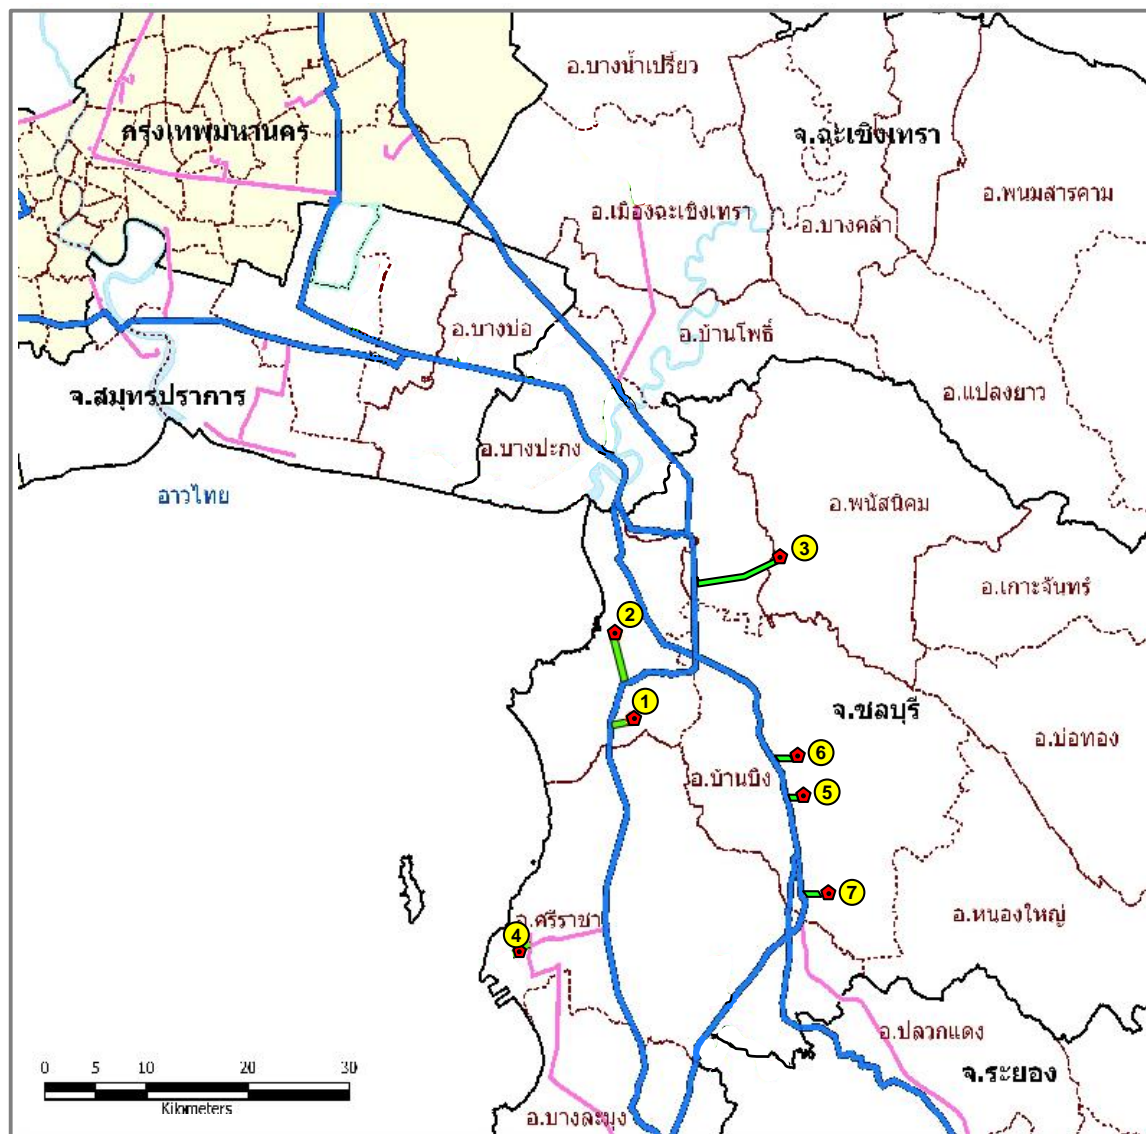 อ.บางน้ำเปรี้ยว
กรุงเทพมหานคร
จ.ฉะเชิงเทรา
อ.พนมสารคาม
อ.เมืองฉะเชิงเทรา
อ.บางคล้า
อ.บางบ่อ
อ.บ้านโพธิ์
จ.สมุทรปราการ
อ.แปลงยาว
อ.บางปะกง
อ่าวไทย
อ.พนัสนิคม
3
อ.เกาะจันทร์
2
1
จ.ชลบุรี
อ.บ่อทอง
6
อ.บ้านบึง
5
7
อ.หนองใหญ่
อ.ศรีราชา
4
อ.ปลวกแดง
จ.ระยอง
0 5 10 20 30
Kilometers
อ.บางละมุง